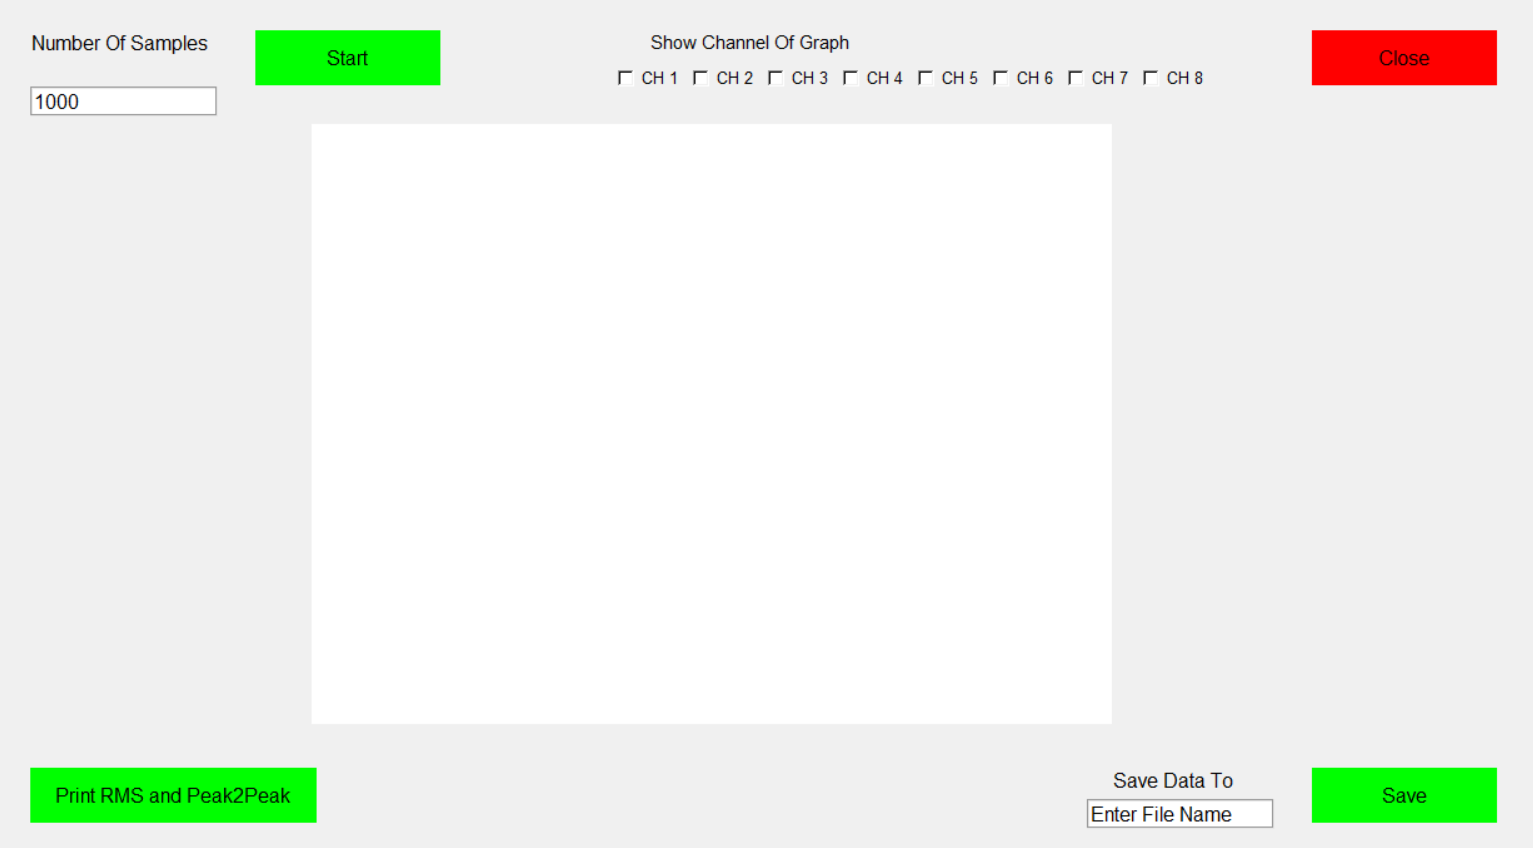 Number Of Samples
Start
Show Channel Of Graph
Close
CH 1 CH 2 CH 3 CH 4 CH 5 CH 6 CH 7 CH 8
1000
Print RMS and Peak2Peak
Save Data To
Enter File Name
Save